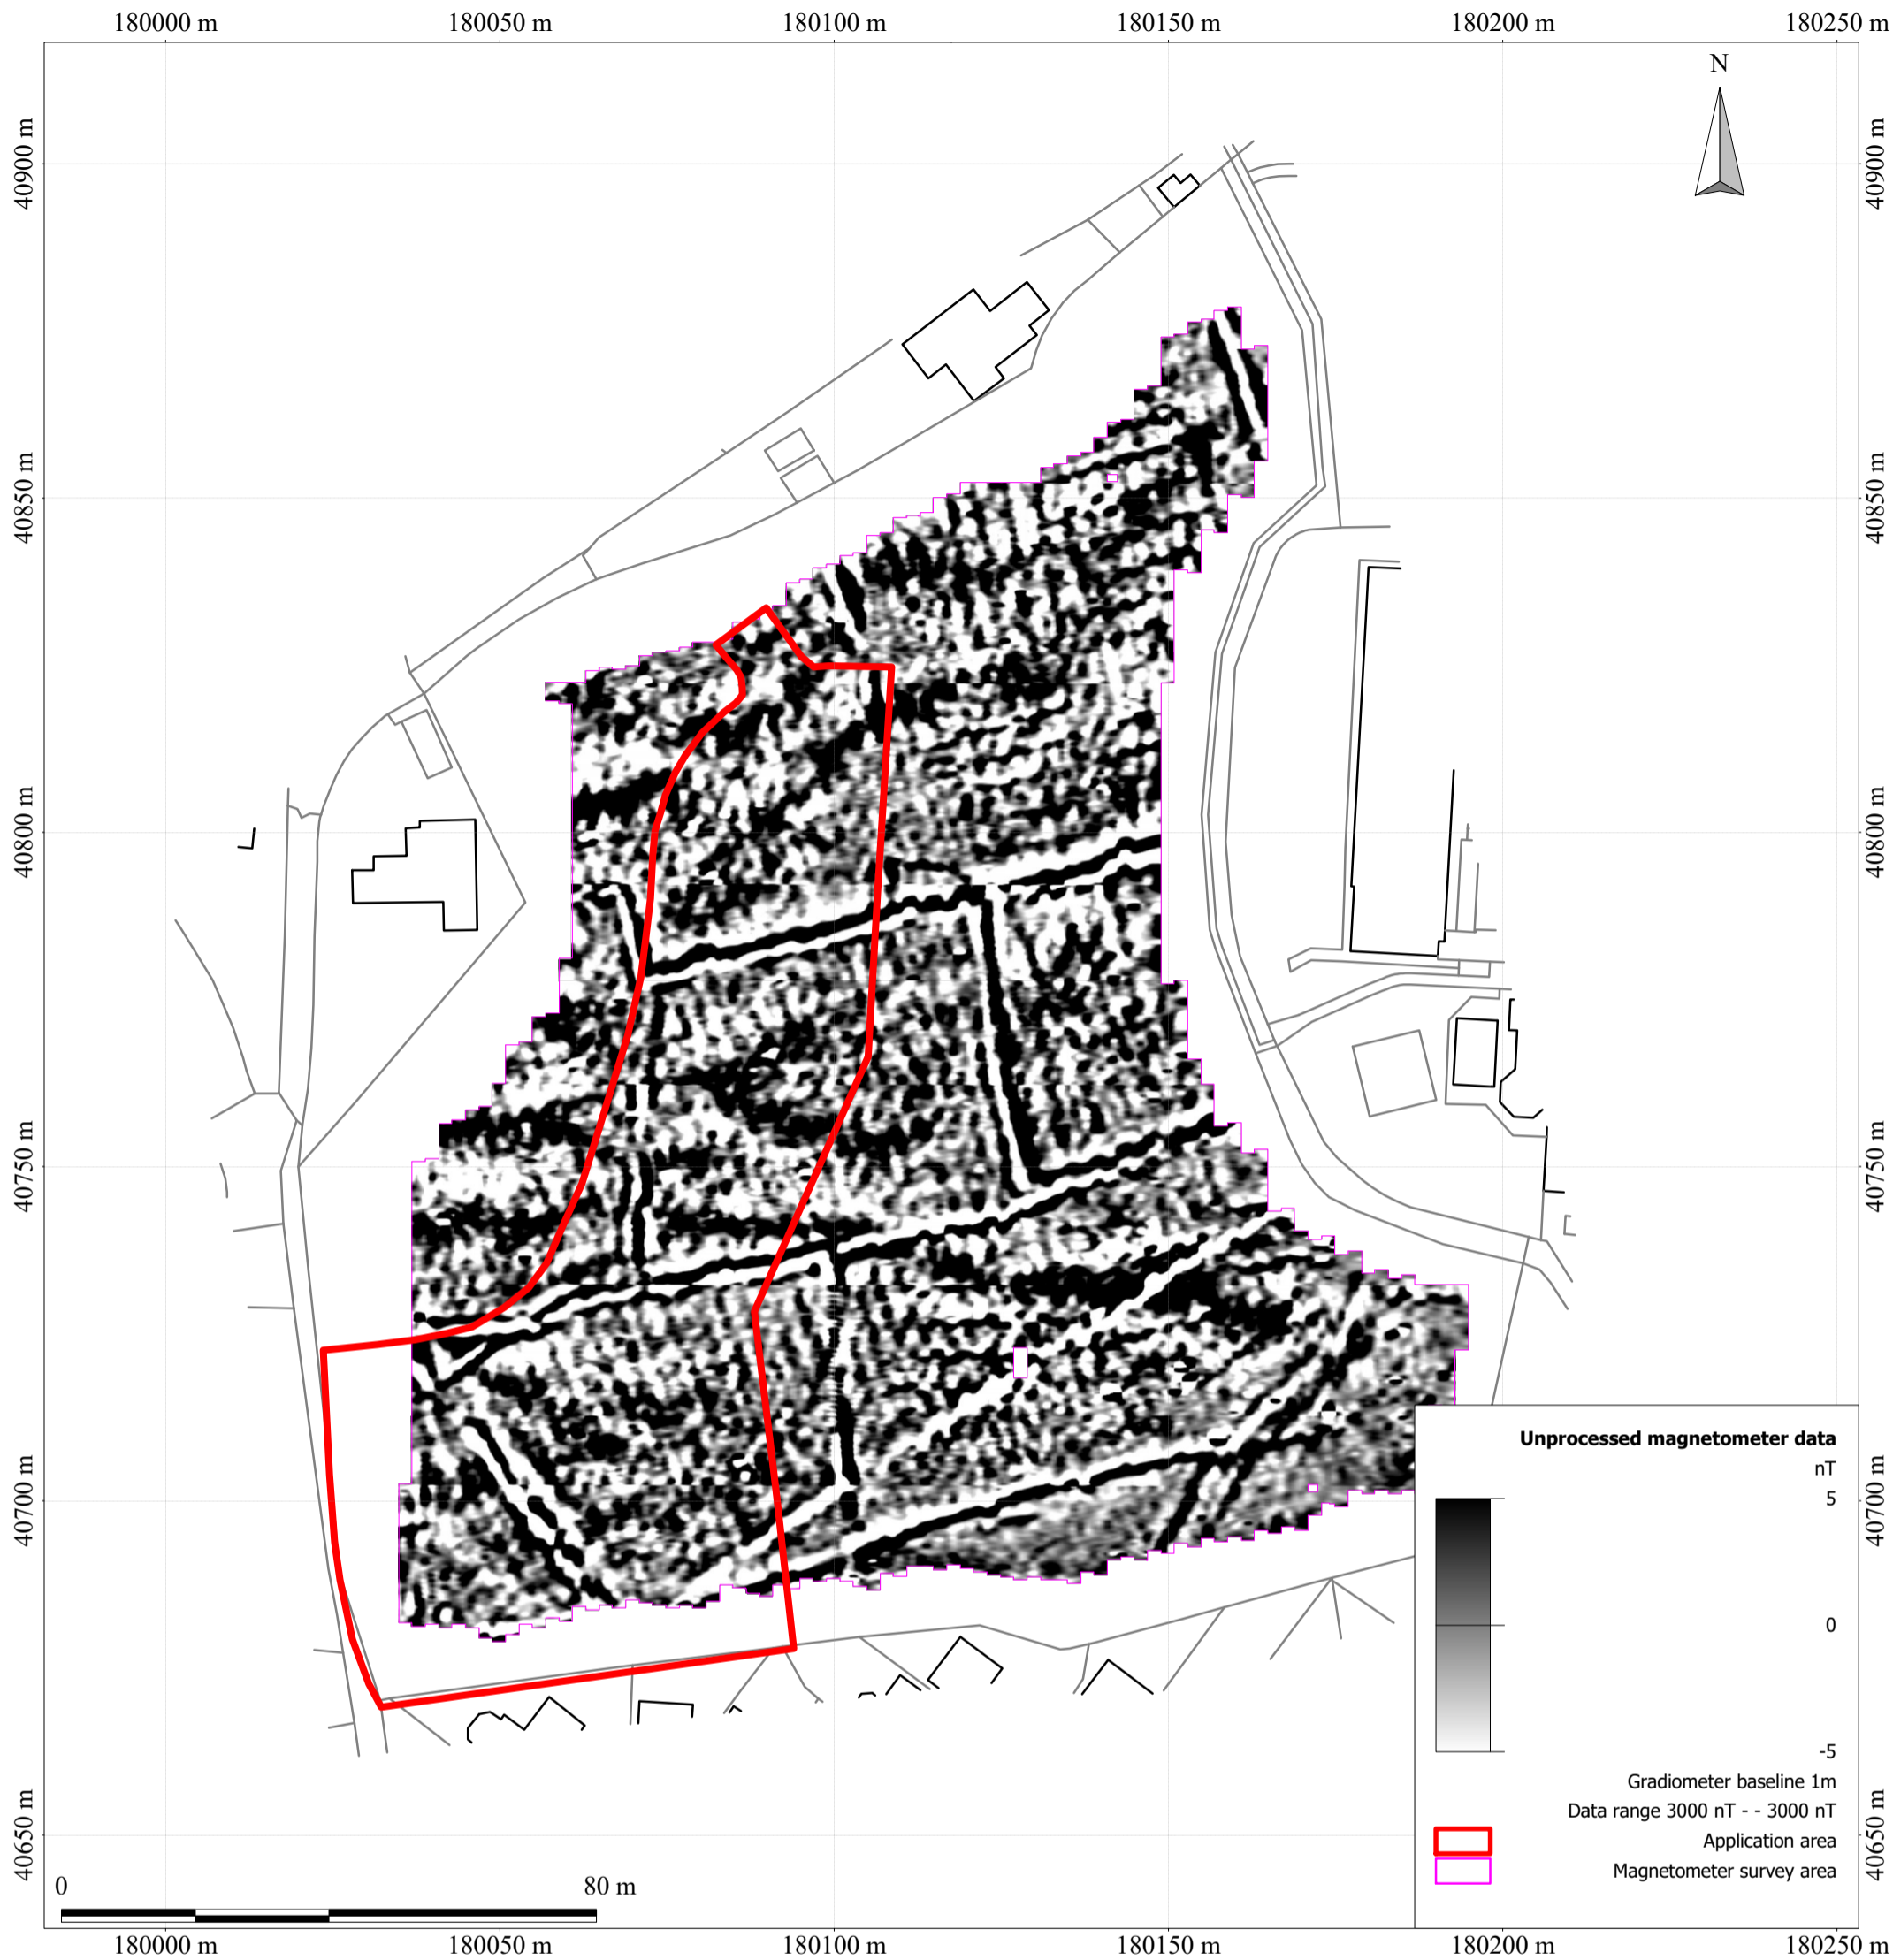 180000 m 180050 m 180100 m 180150 m 180200 m 180250 m
N
40900 m 40900 m
40850 m 40850 m
40800 m 40800 m
40750 m 40750 m
40700 m 40700 m
40650 m 40650 m
Unprocessed magnetometer data
nT
5
0
-5
Gradiometer baseline 1m
Data range 3000 nT - - 3000 nT
Application area
Magnetometer survey area
0 80 m
180000 m 180050 m 180100 m 180150 m 180200 m 180250 m